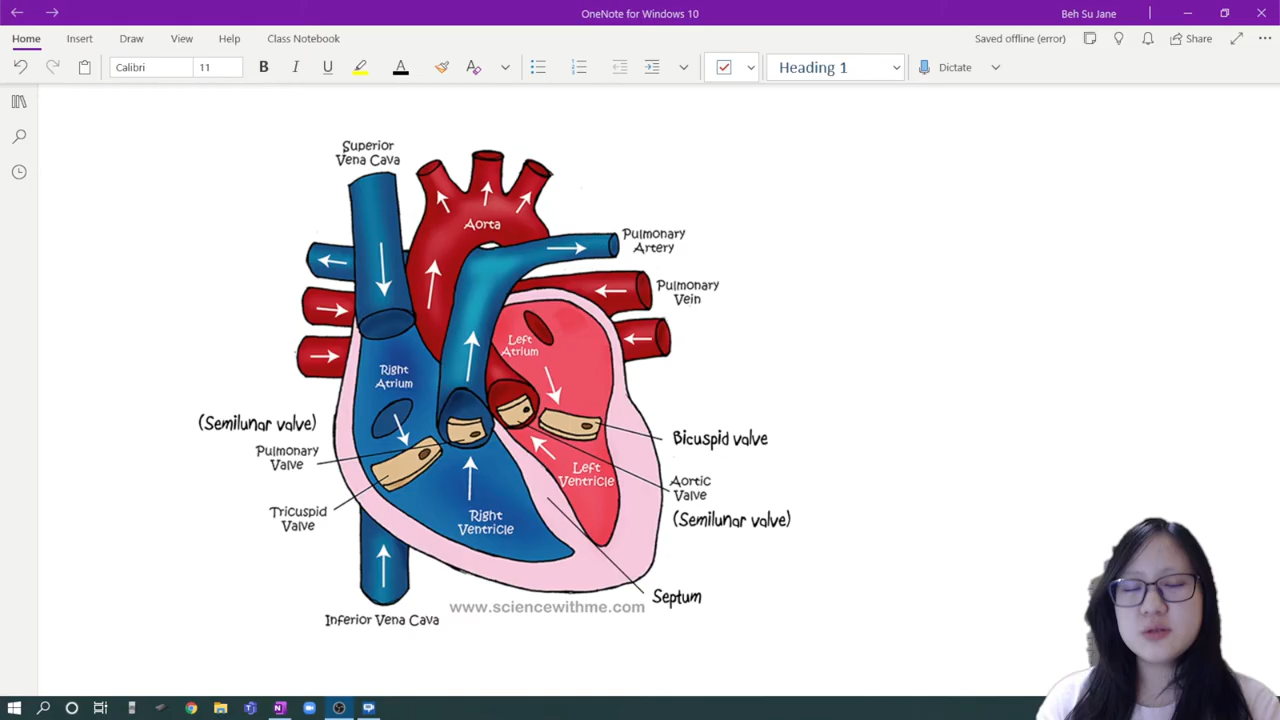 OneNote for Windows 10
Beh Su Jane
Home
Insert
Draw
View
Help
Class Notebook
Saved offline (error)
Share
Calibri
11
B
I
U
A
A
Heading 1
Dictate
Superior
Vena Cava
Aorta
Pulmonary
Artery
Pulmonary
Vein
Left
Atrium
Right
Atrium
(Semilunar valve)
Pulmonary
Valve
Bicuspid valve
Left
Ventricle
Aortic
Valve
(Semilunar valve)
Tricuspid
Valve
Right
Ventricle
Septum
www.sciencewithme.com
Inferior Vena Cava